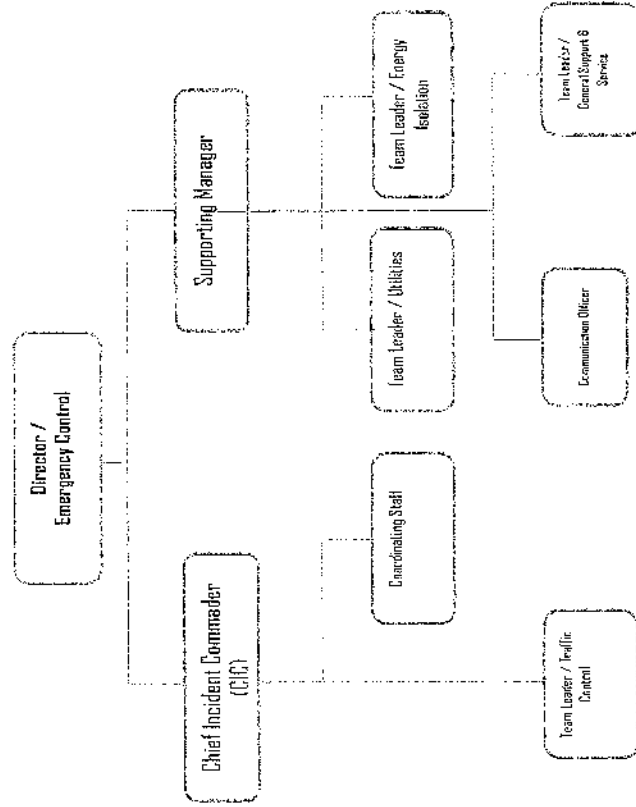 Director /
Emergency Control
Chief Incident Commader
(CIC)
Supporting Manager
Coordinating Staff
Team Leader / Utilities
Team Leader / Energy
Isolation
Team Leader / Traffic
Control
Communication Officer
Team Leader /
General Support &
Service